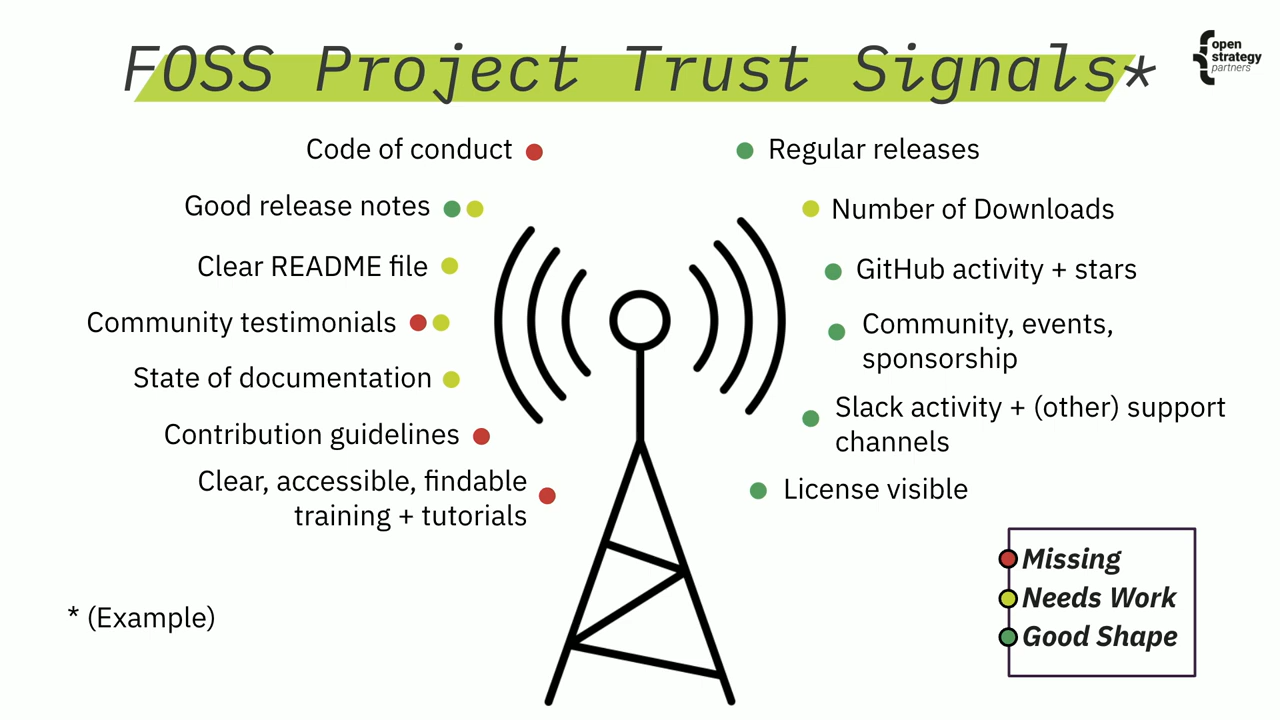 FOSS Project Trust Signals*
open
strategy
partners
Code of conduct
Good release notes
Clear README file
Community testimonials
State of documentation
Contribution guidelines
Clear, accessible, findable
training + tutorials
Regular releases
Number of Downloads
GitHub activity + stars
Community, events,
sponsorship
Slack activity + (other) support
channels
License visible
Missing
Needs Work
Good Shape
* (Example)